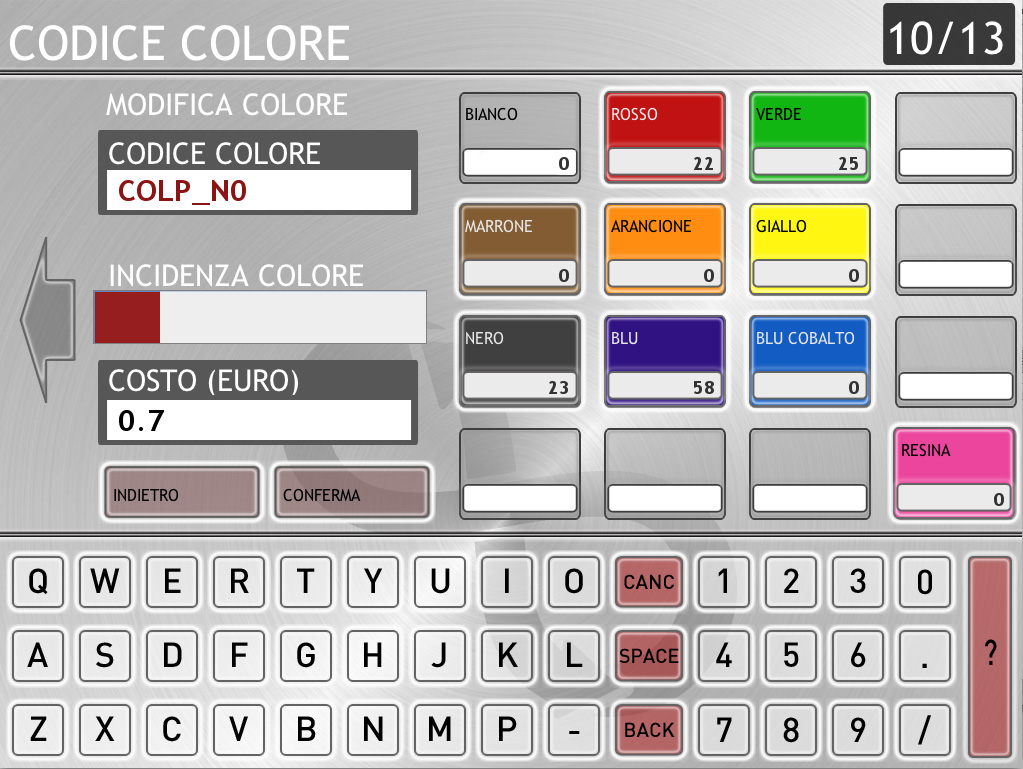 CODICE COLORE
10/13
MODIFICA COLORE
CODICE COLORE
COLP_N0
INCIDENZA COLORE
COSTO (EURO)
0.7
INDIETRO CONFERMA
BIANCO ROSSO VERDE
0 22 25
MARRONE ARANCIONE GIALLO
0 0 0
NERO BLU BLU COBALTO
23 58 0
RESINA
0
Q W E R T Y U I O CANC 1 2 3 0
A S D F G H J K L SPACE 4 5 6 . ?
Z X C V B N M P - BACK 7 8 9 /